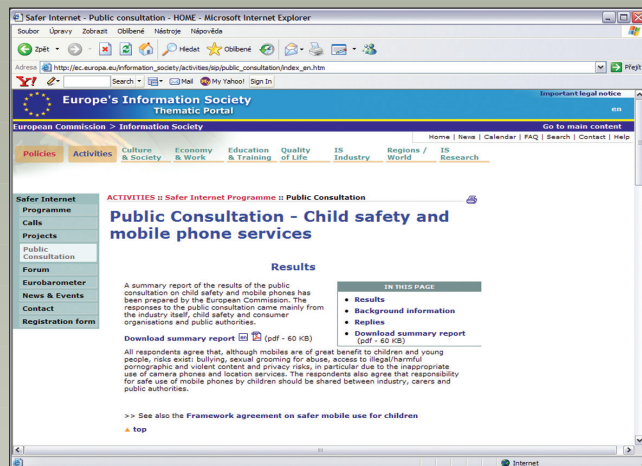 Safer Internet - Public consultation - HOME - Microsoft Internet Explorer
Soubor Úpravy Zobrazit Oblíbené Nástroje Nápověda
Zpět Hledat Oblíbené
Adresa http://ec.europa.eu/information_society/activities/sip/public_consultation/index_en.htm Přejít
Y! Search Mail My Yahoo! Sign In
Important legal notice
Europe's Information Society
Thematic Portal
en
European Commission > Information Society Go to main content
Home | News | Calendar | FAQ | Search | Contact | Help
Policies Activities Culture & Society Economy & Work Education & Training Quality of Life IS Industry Regions / World IS Research
ACTIVITIES :: Safer Internet Programme :: Public Consultation
Safer Internet
Programme
Calls
Projects
Public
Consultation
Forum
Eurobarometer
News & Events
Contact
Registration form
Public Consultation - Child safety and
mobile phone services
Results
A summary report of the results of the public
consultation on child safety and mobile phones has
been prepared by the European Commission. The
responses to the public consultation came mainly from
the industry itself, child safety and consumer
organisations and public authorities.
IN THIS PAGE
Results
Background information
Replies
Download summary report
(pdf - 60 KB)
Download summary report en (pdf - 60 KB)
All respondents agree that, although mobiles are of great benefit to children and young
people, risks exist: bullying, sexual grooming for abuse, access to illegal/harmful
pornographic and violent content and privacy risks, in particular due to the inappropriate
use of camera phones and location services. The respondents also agree that responsibility
for safe use of mobile phones by children should be shared between industry, carers and
public authorities.
>> See also the Framework agreement on safer mobile use for children
top
Internet